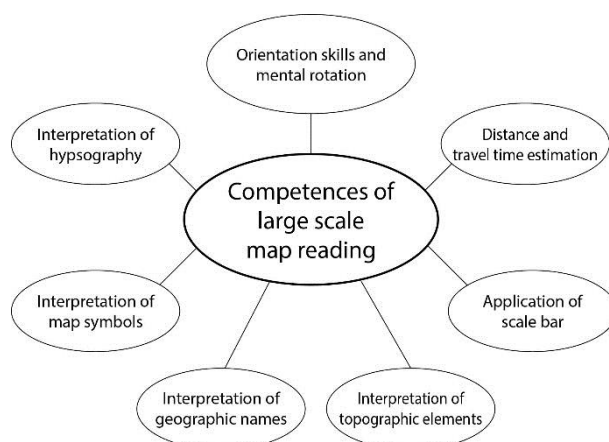 Orientation skills and
mental rotation
Interpretation of
hypsography
Distance and
travel time estimation
Competences of
large scale
map reading
Interpretation of
map symbols
Application of
scale bar
Interpretation of
geographic names
Interpretation of
topographic elements